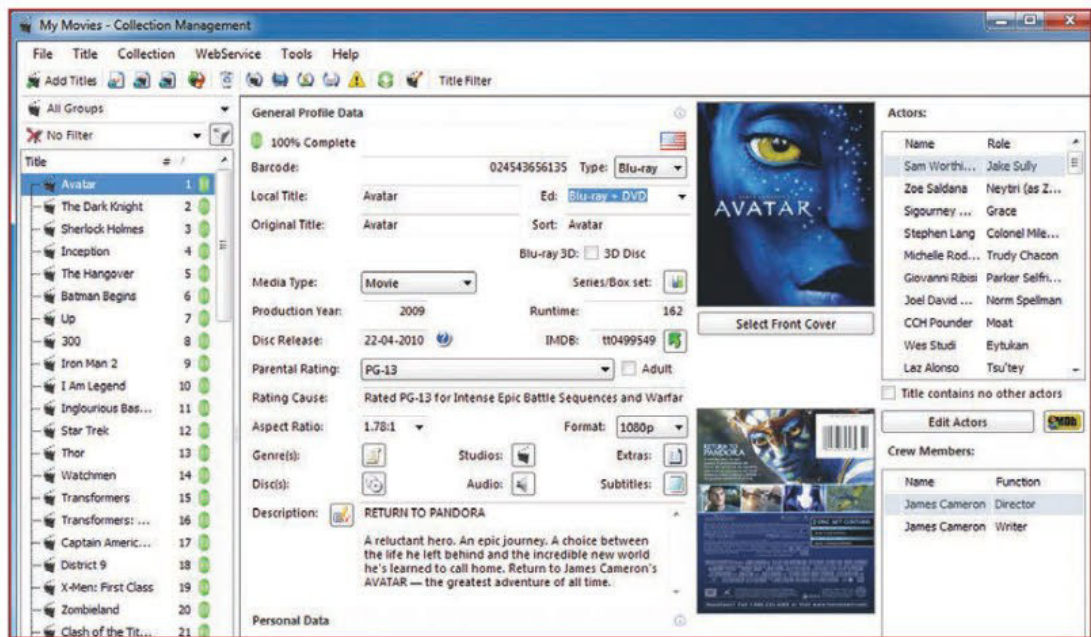 My Movies - Collection Management
File Title Collection WebService Tools Help
Add Titles Title Filter
All Groups
No Filter
Title # /
Avatar 1
The Dark Knight 2
Sherlock Holmes 3
Inception 4
The Hangover 5
Batman Begins 6
Up 7
300 8
Iron Man 2 9
I Am Legend 10
Inglourious Bas... 11
Star Trek 12
Thor 13
Watchmen 14
Transformers 15
Transformers: ... 16
Captain Americ... 17
District 9 18
X-Men: First Class 19
Zombieland 20
Clash of the Tit... 21
General Profile Data
100% Complete
Barcode: 024543656135 Type: Blu-ray
Local Title: Avatar Ed: Blu-ray + DVD
Original Title: Avatar Sort: Avatar
Blu-ray 3D: 3D Disc
Media Type: Movie Series/Box set:
Production Year: 2009 Runtime: 162
Disc Release: 22-04-2010 IMDB: tt0499549
Parental Rating: PG-13 Adult
Rating Cause: Rated PG-13 for Intense Epic Battle Sequences and Warfar
Aspect Ratio: 1.78:1 Format: 1080p
Genre(s): Studios: Extras:
Disc(s): Audio: Subtitles:
Description: RETURN TO PANDORA
A reluctant hero. An epic journey. A choice between
the life he left behind and the incredible new world
he's learned to call home. Return to James Cameron's
AVATAR — the greatest adventure of all time.
Personal Data
AVATAR
Select Front Cover
RETURN TO
PANDORA
Actors:
Name Role
Sam Worthi... Jake Sully
Zoe Saldana Neytiri (as Z...
Sigourney ... Grace
Stephen Lang Colonel Mile...
Michelle Rod... Trudy Chacon
Giovanni Ribisi Parker Selfri...
Joel David ... Norm Spellman
CCH Pounder Moat
Wes Studi Eytukan
Laz Alonso Tsu'tey
Title contains no other actors
Edit Actors IMDb
Crew Members:
Name Function
James Cameron Director
James Cameron Writer